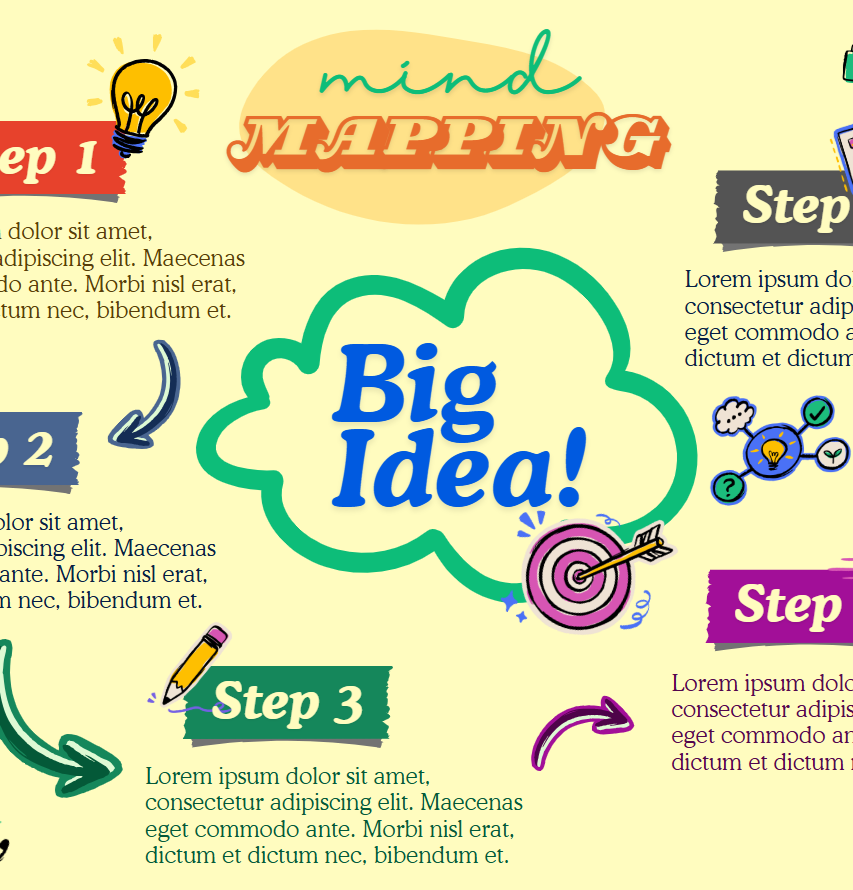 mind
MAPPING
ep 1
dolor sit amet,
adipiscing elit. Maecenas
do ante. Morbi nisl erat,
tum nec, bibendum et.
Big
Idea!
p 2
olor sit amet,
piscing elit. Maecenas
ante. Morbi nisl erat,
m nec, bibendum et.
Step 3
Lorem ipsum dolor sit amet,
consectetur adipiscing elit. Maecenas
eget commodo ante. Morbi nisl erat,
dictum et dictum nec, bibendum et.
Step
Lorem ipsum dolo
consectetur adipis
eget commodo an
dictum et dictum
Step
Lorem ipsum do
consectetur adip
eget commodo a
dictum et dictum
?